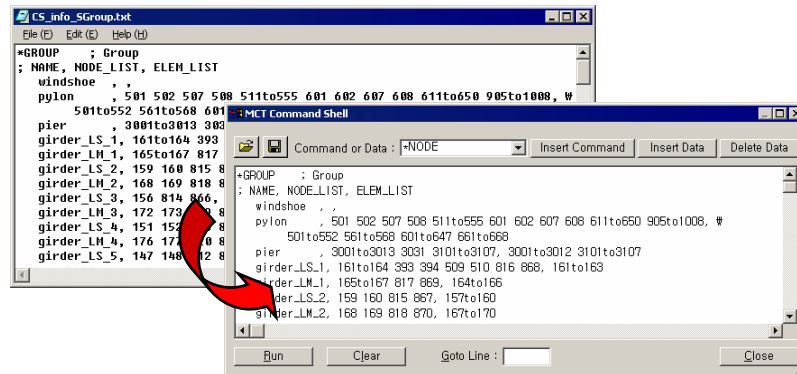 CS_info_SGroup.txt
File (F) Edit (E) Help (H)
*GROUP ; Group
; NAME, NODE_LIST, ELEM_LIST
windshoe , ,
pylon , 501 502 507 508 511to555 601 602 607 608 611to650 905to1008, ₩
501to552 561to568 601
pier , 3001to3013 303
girder_LS_1, 161to164 393
girder_LM_1, 165to167 817
girder_LS_2, 159 160 815 8
girder_LM_2, 168 169 818 8
girder_LS_3, 156 814 866,
girder_LM_3, 172 173
girder_LS_4, 151 152
girder_LM_4, 176 177
girder_LS_5, 147 148
MCT Command Shell
Command or Data : *NODE Insert Command Insert Data Delete Data
*GROUP ; Group
; NAME, NODE_LIST, ELEM_LIST
windshoe , ,
pylon , 501 502 507 508 511to555 601 602 607 608 611to650 905to1008, ₩
501to552 561to568 601to647 661to668
pier , 3001to3013 3031 3101to3107, 3001to3012 3101to3107
girder_LS_1, 161to164 393 394 509 510 816 868, 161to163
girder_LM_1, 165to167 817 869, 164to166
girder_LS_2, 159 160 815 867, 157to160
girder_LM_2, 168 169 818 870, 167to170
Run Clear Goto Line : Close